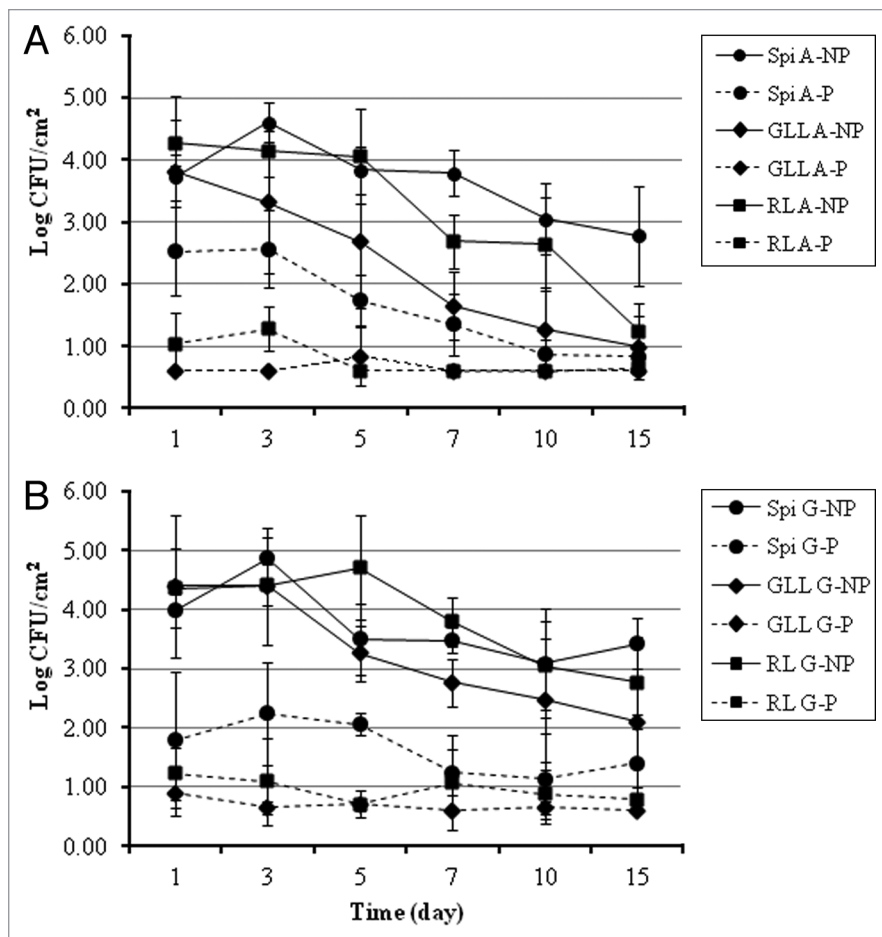 A
6.00
5.00
4.00
3.00
2.00
1.00
0.00
Log CFU/cm²
1 3 5 7 10 15
Spi A-NP
Spi A-P
GLL A-NP
GLL A-P
RL A-NP
RL A-P
B
6.00
5.00
4.00
3.00
2.00
1.00
0.00
Log CFU/cm²
1 3 5 7 10 15
Time (day)
Spi G-NP
Spi G-P
GLL G-NP
GLL G-P
RL G-NP
RL G-P